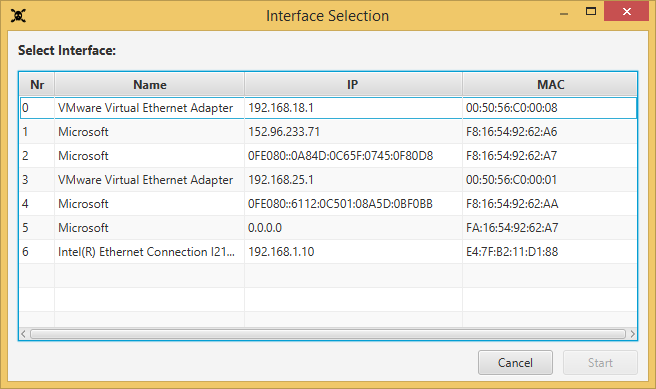 Interface Selection
Select Interface:
Nr Name IP MAC
0 VMware Virtual Ethernet Adapter 192.168.18.1 00:50:56:C0:00:08
1 Microsoft 152.96.233.71 F8:16:54:92:62:A6
2 Microsoft 0FE080::0A84D:0C65F:0745:0F80D8 F8:16:54:92:62:A7
3 VMware Virtual Ethernet Adapter 192.168.25.1 00:50:56:C0:00:01
4 Microsoft 0FE080::6112:0C501:08A5D:0BF0BB F8:16:54:92:62:AA
5 Microsoft 0.0.0.0 FA:16:54:92:62:A7
6 Intel(R) Ethernet Connection I21... 192.168.1.10 E4:7F:B2:11:D1:88
Cancel Start